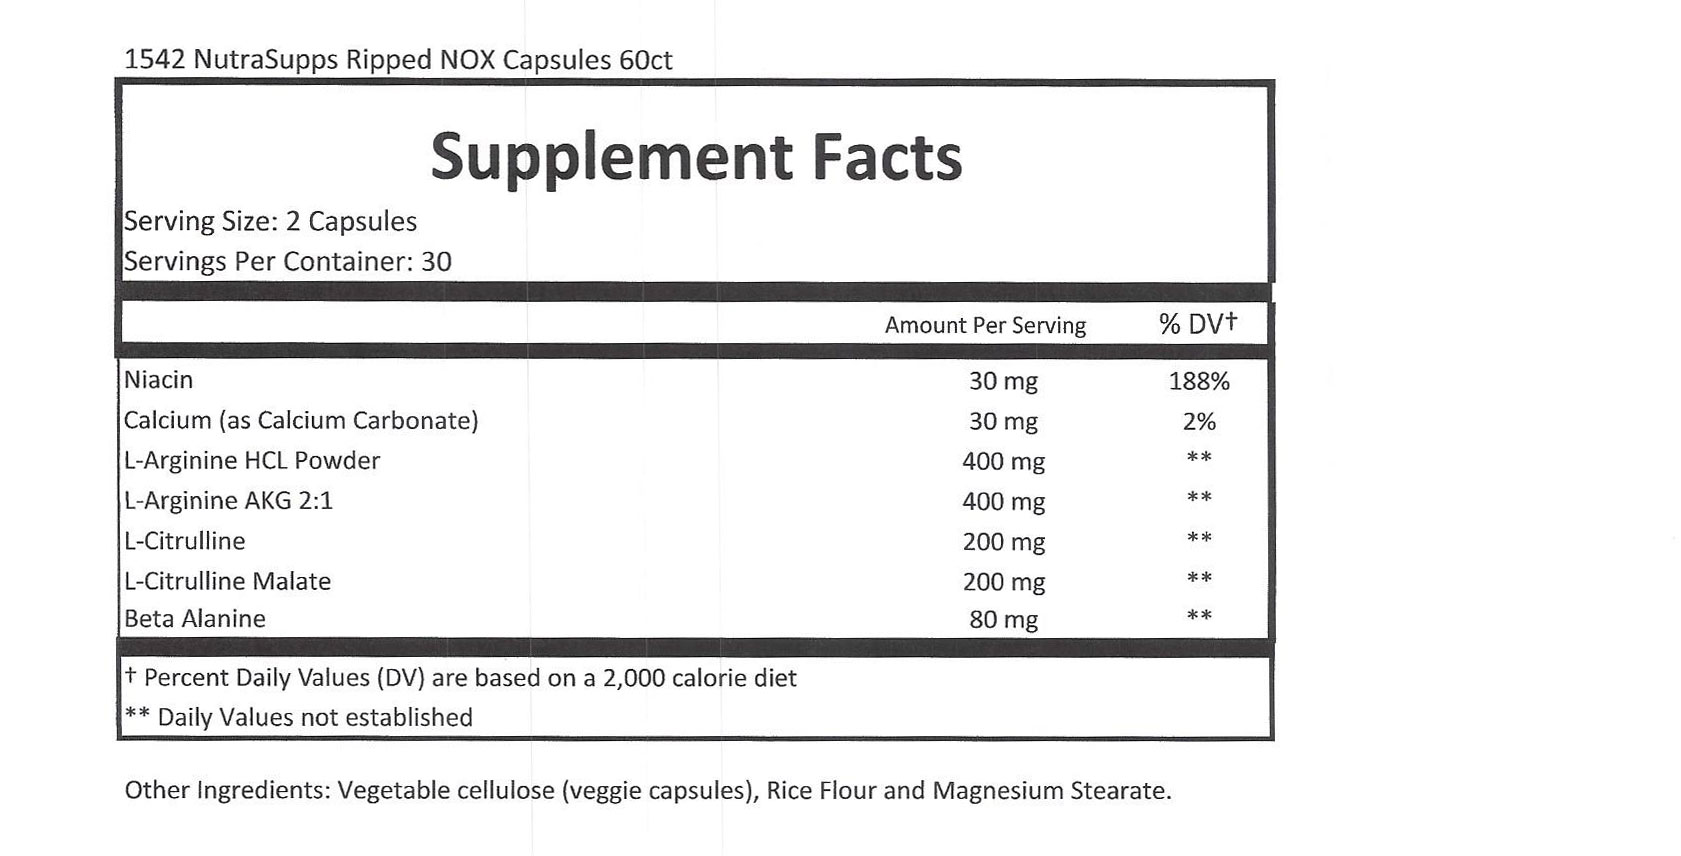 1542 NutraSupps Ripped NOX Capsules 60ct
Supplement Facts
Serving Size: 2 Capsules
Servings Per Container: 30
Amount Per Serving % DV†
Niacin 30 mg 188%
Calcium (as Calcium Carbonate) 30 mg 2%
L-Arginine HCL Powder 400 mg **
L-Arginine AKG 2:1 400 mg **
L-Citrulline 200 mg **
L-Citrulline Malate 200 mg **
Beta Alanine 80 mg **
† Percent Daily Values (DV) are based on a 2,000 calorie diet
** Daily Values not established
Other Ingredients: Vegetable cellulose (veggie capsules), Rice Flour and Magnesium Stearate.